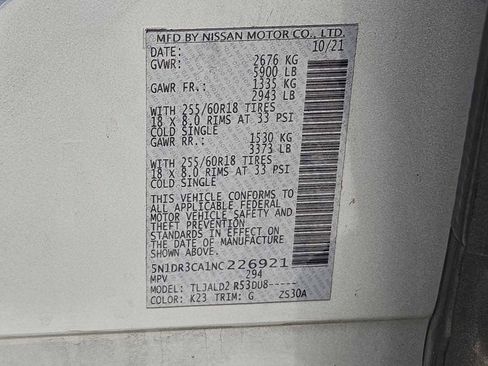 MFD BY NISSAN MOTOR CO., LTD.
DATE: 10/21
GVWR: 2676 KG
5900 LB
GAWR FR.: 1335 KG
2943 LB
WITH 255/60R18 TIRES
18 x 8.0 RIMS AT 33 PSI
COLD SINGLE
GAWR RR.: 1530 KG
3373 LB
WITH 255/60R18 TIRES
18 x 8.0 RIMS AT 33 PSI
COLD SINGLE
THIS VEHICLE CONFORMS TO
ALL APPLICABLE FEDERAL
MOTOR VEHICLE SAFETY AND
THEFT PREVENTION
STANDARDS IN EFFECT ON
THE DATE OF MANUFACTURE
SHOWN ABOVE.
5N1DR3CA1NC226921
MPV 294
MODEL: TLJALD2 R53DU8-----
COLOR: K23 TRIM: G ZS30A